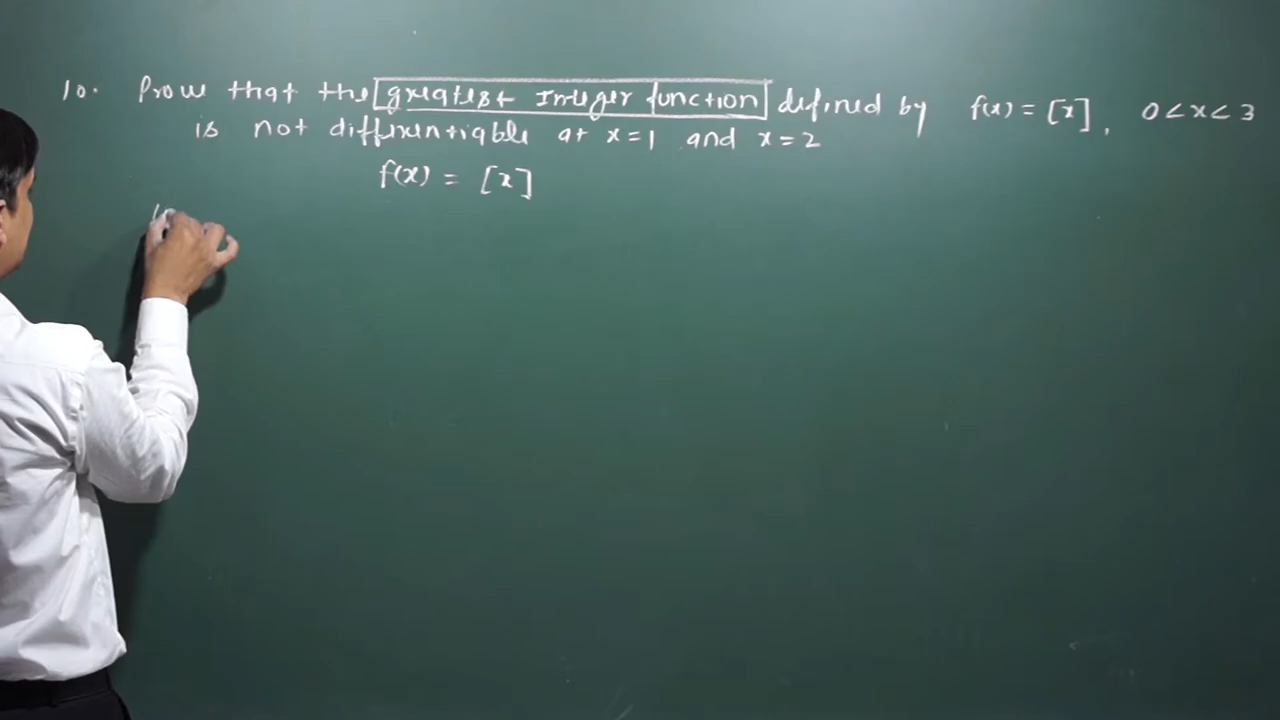 10. Prove that the greatest Integer function defined by f(x) = [x], 0 < x < 3
is not differentiable at x = 1 and x = 2
f(x) = [x]